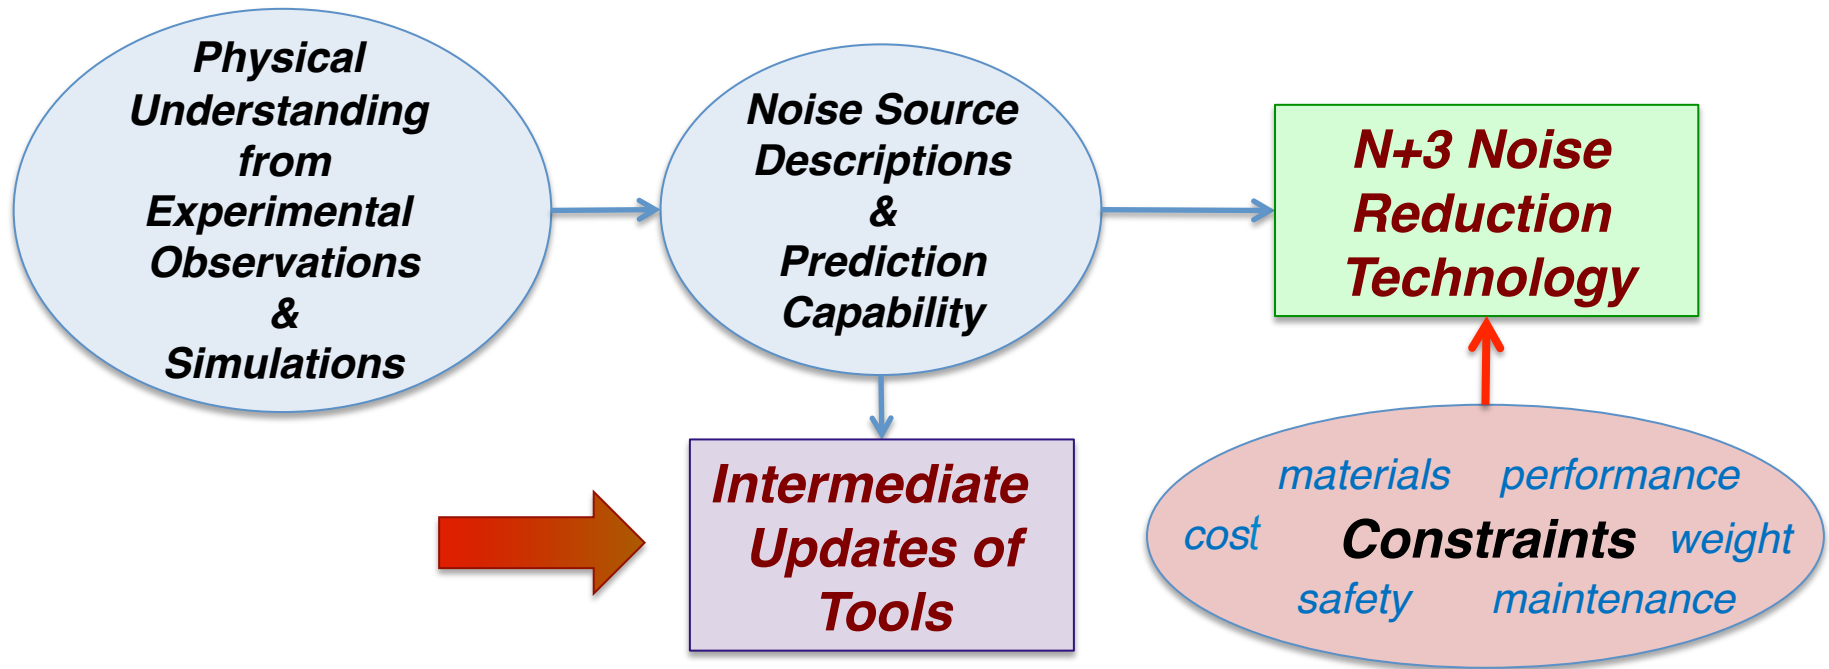 Physical
Understanding
from
Experimental
Observations
&
Simulations
Noise Source
Descriptions
&
Prediction
Capability
N+3 Noise
Reduction
Technology
Intermediate
Updates of
Tools
materials performance
cost Constraints weight
safety maintenance